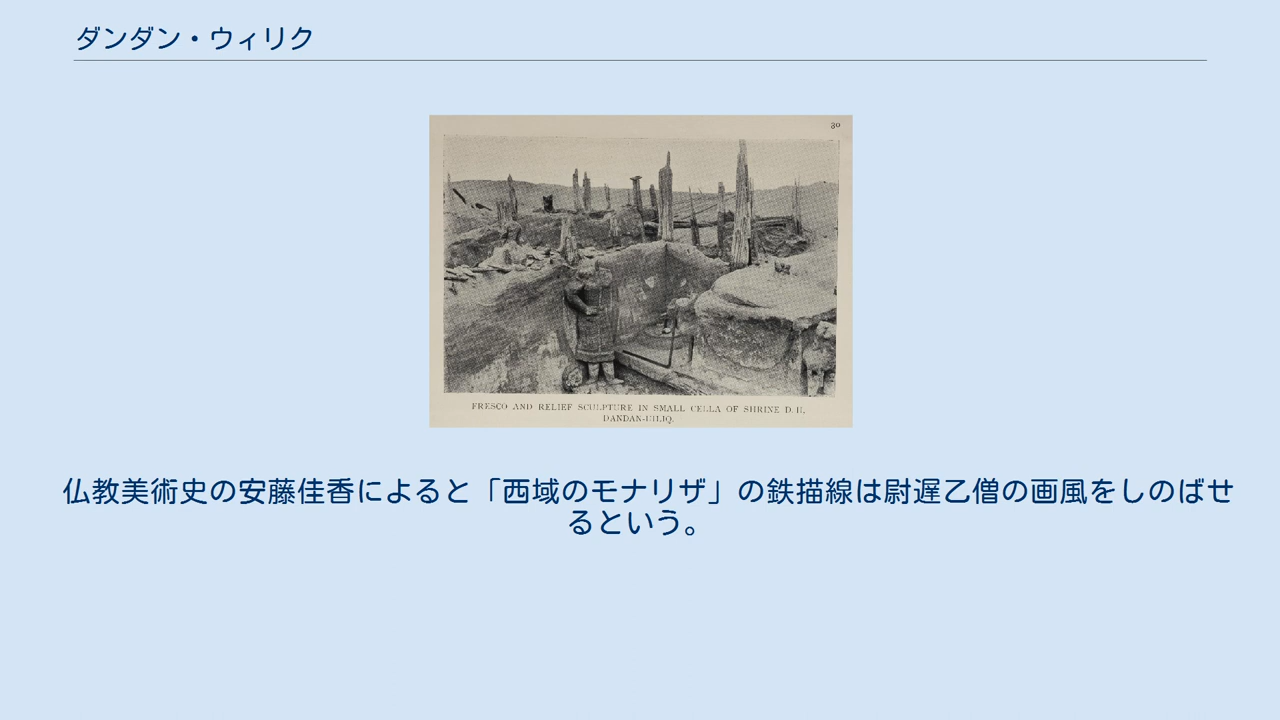 ダンダン・ウィリク
30
FRESCO AND RELIEF SCULPTURE IN SMALL CELLA OF SHRINE D. II,
DANDAN-UILIQ.
仏教美術史の安藤佳香によると「西域のモナリザ」の鉄描線は尉遅乙僧の画風をしのばせ
るという。